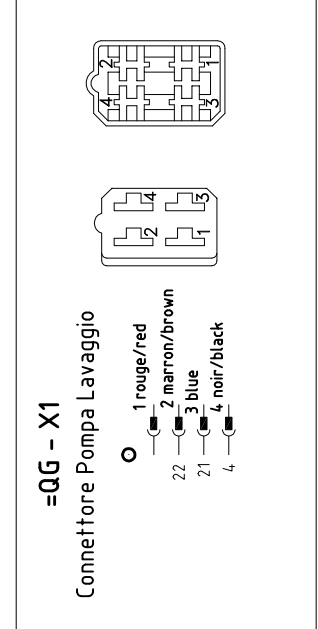 =QG - X1
Connettore Pompa Lavaggio
1 rouge/red
22 2 marron/brown
21 3 blue
4 4 noir/black
2 1
4 3
4 3
2 1